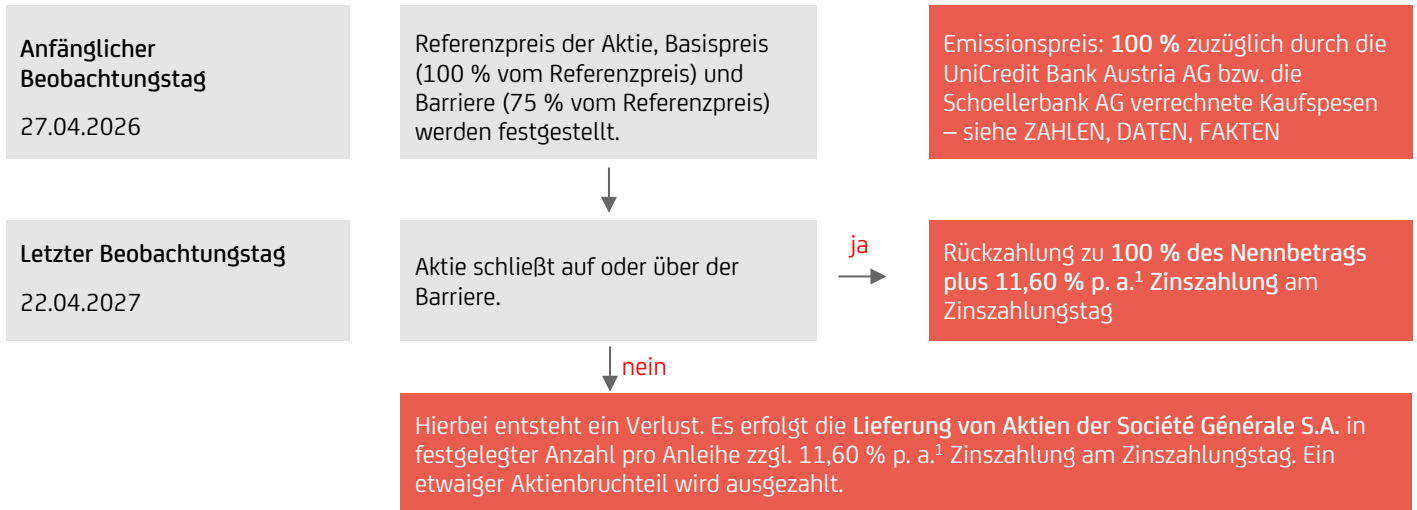 Anfänglicher
Beobachtungstag
27.04.2026
Referenzpreis der Aktie, Basispreis
(100 % vom Referenzpreis) und
Barriere (75 % vom Referenzpreis)
werden festgestellt.
Emissionspreis: 100 % zuzüglich durch die
UniCredit Bank Austria AG bzw. die
Schoellerbank AG verrechnete Kaufspesen
– siehe ZAHLEN, DATEN, FAKTEN
Letzter Beobachtungstag
22.04.2027
Aktie schließt auf oder über der
Barriere.
ja
Rückzahlung zu 100 % des Nennbetrags
plus 11,60 % p. a.¹ Zinszahlung am
Zinszahlungstag
nein
Hierbei entsteht ein Verlust. Es erfolgt die Lieferung von Aktien der Société Générale S.A. in
festgelegter Anzahl pro Anleihe zzgl. 11,60 % p. a.¹ Zinszahlung am Zinszahlungstag. Ein
etwaiger Aktienbruchteil wird ausgezahlt.